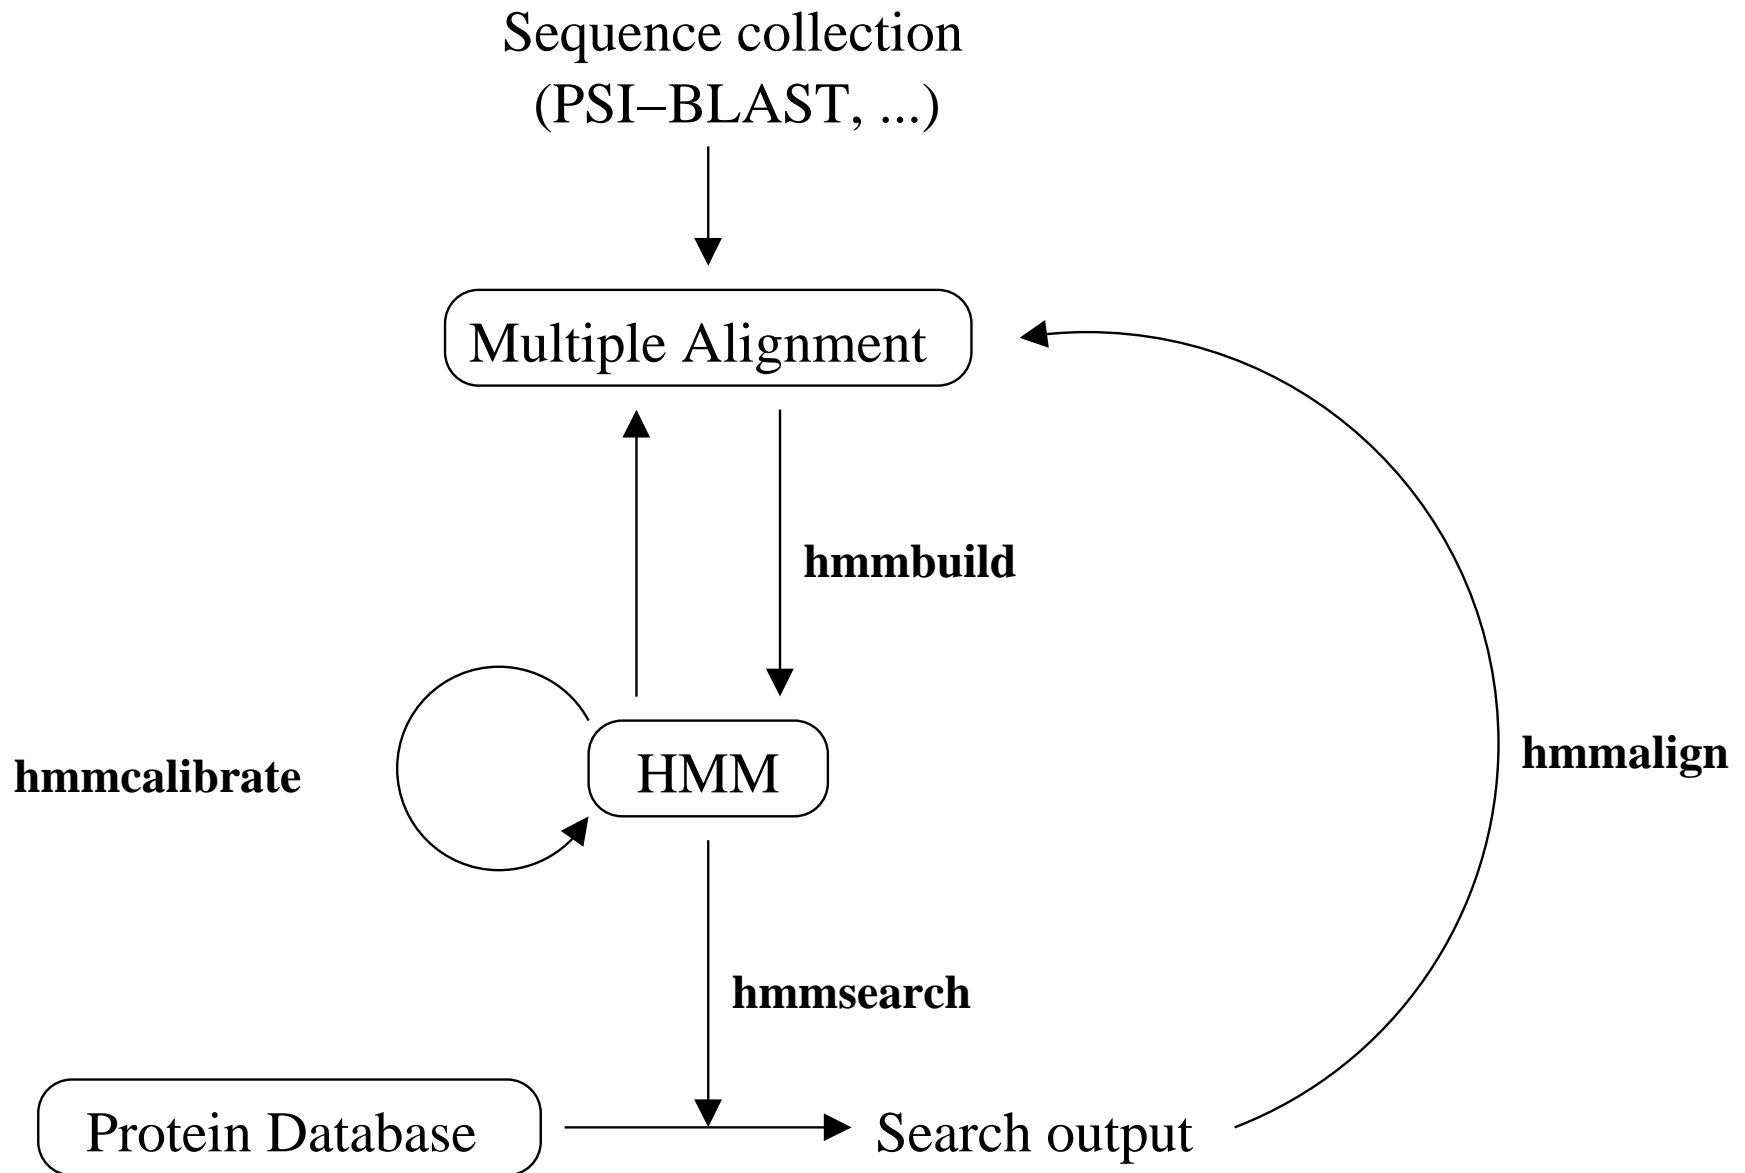 Sequence collection
(PSI–BLAST, ...)
Multiple Alignment
hmmbuild
hmmalign
hmmcalibrate
HMM
hmmsearch
Protein Database
Search output